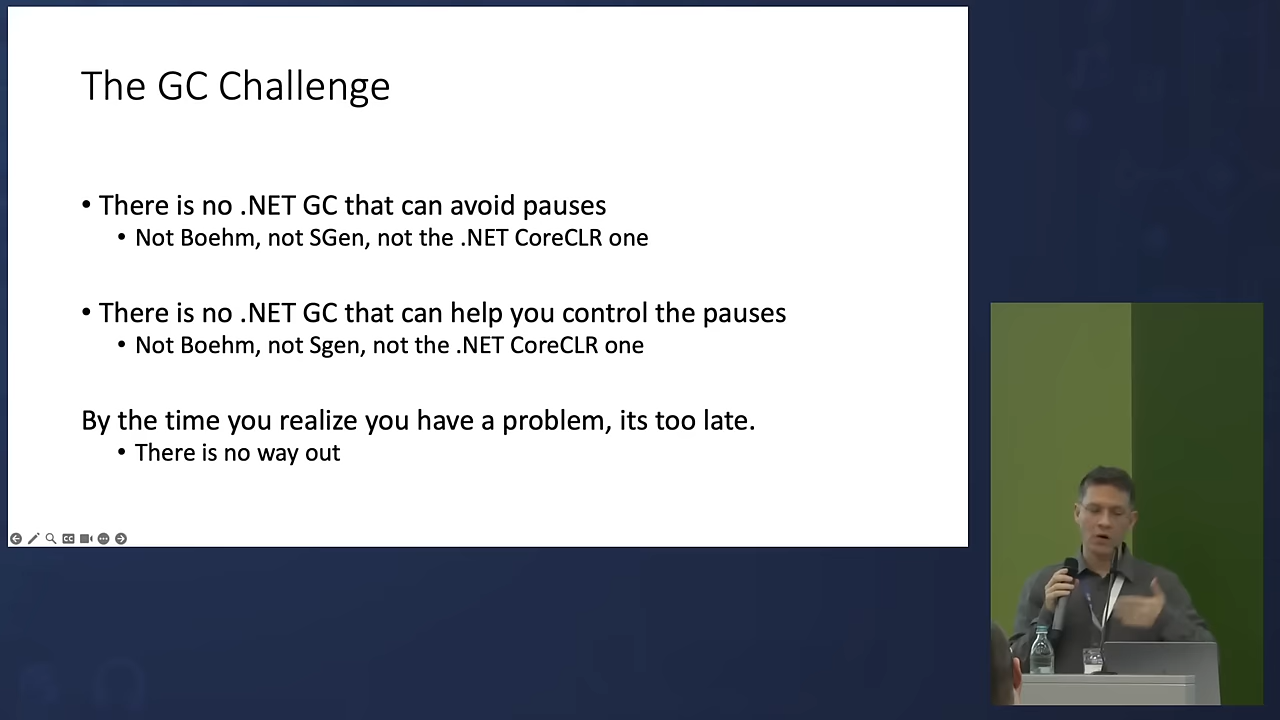 The GC Challenge
• There is no .NET GC that can avoid pauses
• Not Boehm, not SGen, not the .NET CoreCLR one
• There is no .NET GC that can help you control the pauses
• Not Boehm, not Sgen, not the .NET CoreCLR one
By the time you realize you have a problem, its too late.
• There is no way out